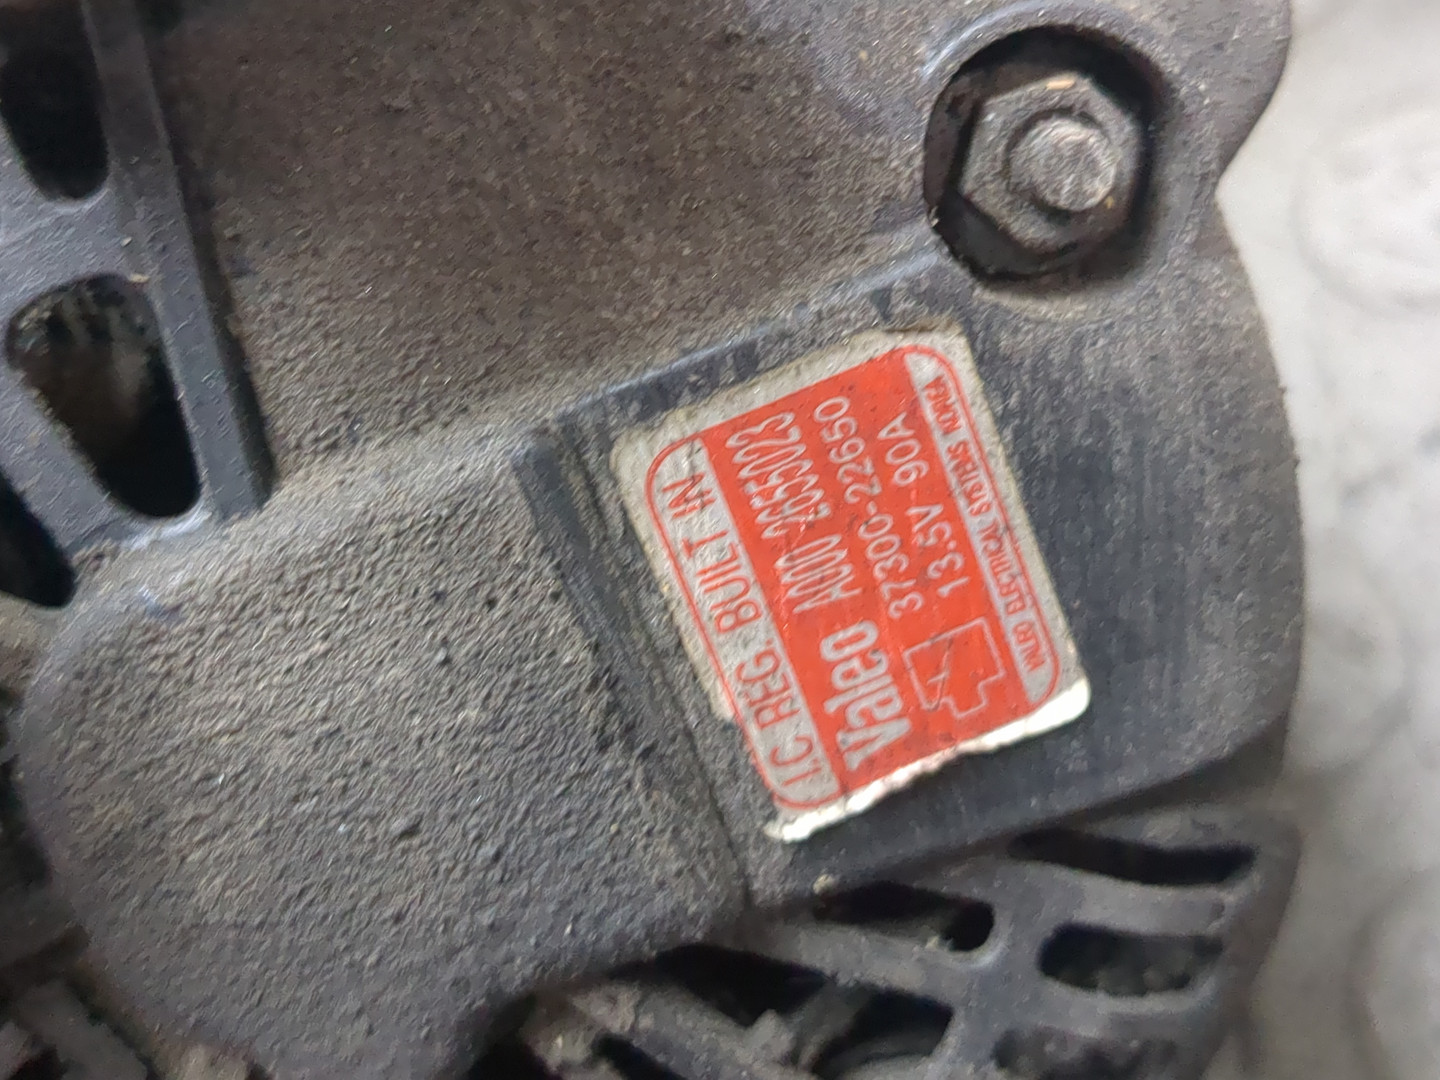 I.C REG. BUILT IN
Valeo A000 2655023
37300-22650
13.5V-90A
VALEO ELECTRICAL SYSTEMS KOREA